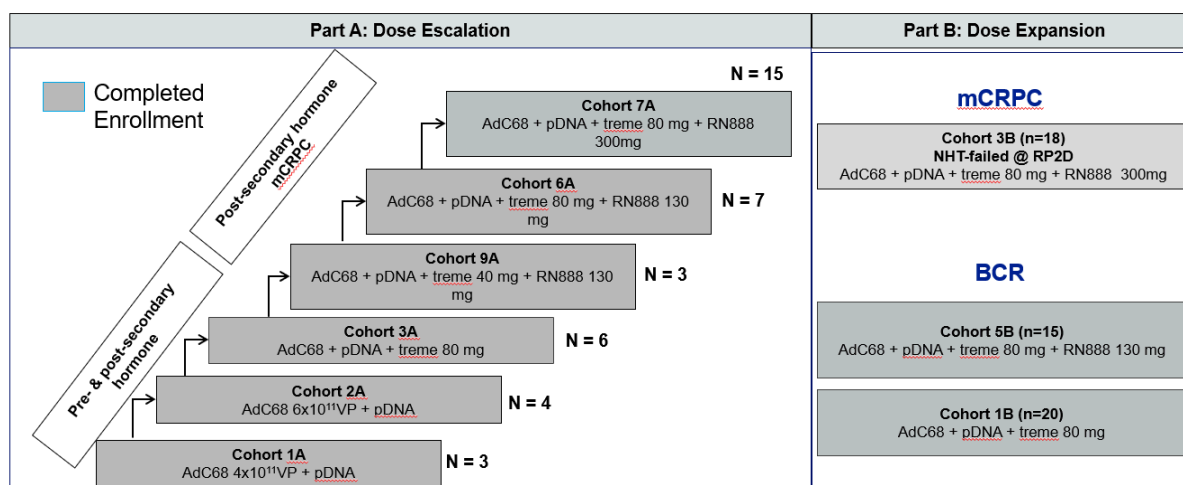 Part A: Dose Escalation
Part B: Dose Expansion
Completed
Enrollment
Post-secondary hormone
mCRPC
Pre- & post-secondary
hormone
N = 15
Cohort 7A
AdC68 + pDNA + treme 80 mg + RN888
300mg
Cohort 6A
AdC68 + pDNA + treme 80 mg + RN888 130
mg
N = 7
Cohort 9A
AdC68 + pDNA + treme 40 mg + RN888 130
mg
N = 3
Cohort 3A
AdC68 + pDNA + treme 80 mg
N = 6
Cohort 2A
AdC68 6x10¹¹VP + pDNA
N = 4
Cohort 1A
AdC68 4x10¹¹VP + pDNA
N = 3
mCRPC
Cohort 3B (n=18)
NHT-failed @ RP2D
AdC68 + pDNA + treme 80 mg + RN888 300mg
BCR
Cohort 5B (n=15)
AdC68 + pDNA + treme 80 mg + RN888 130 mg
Cohort 1B (n=20)
AdC68 + pDNA + treme 80 mg